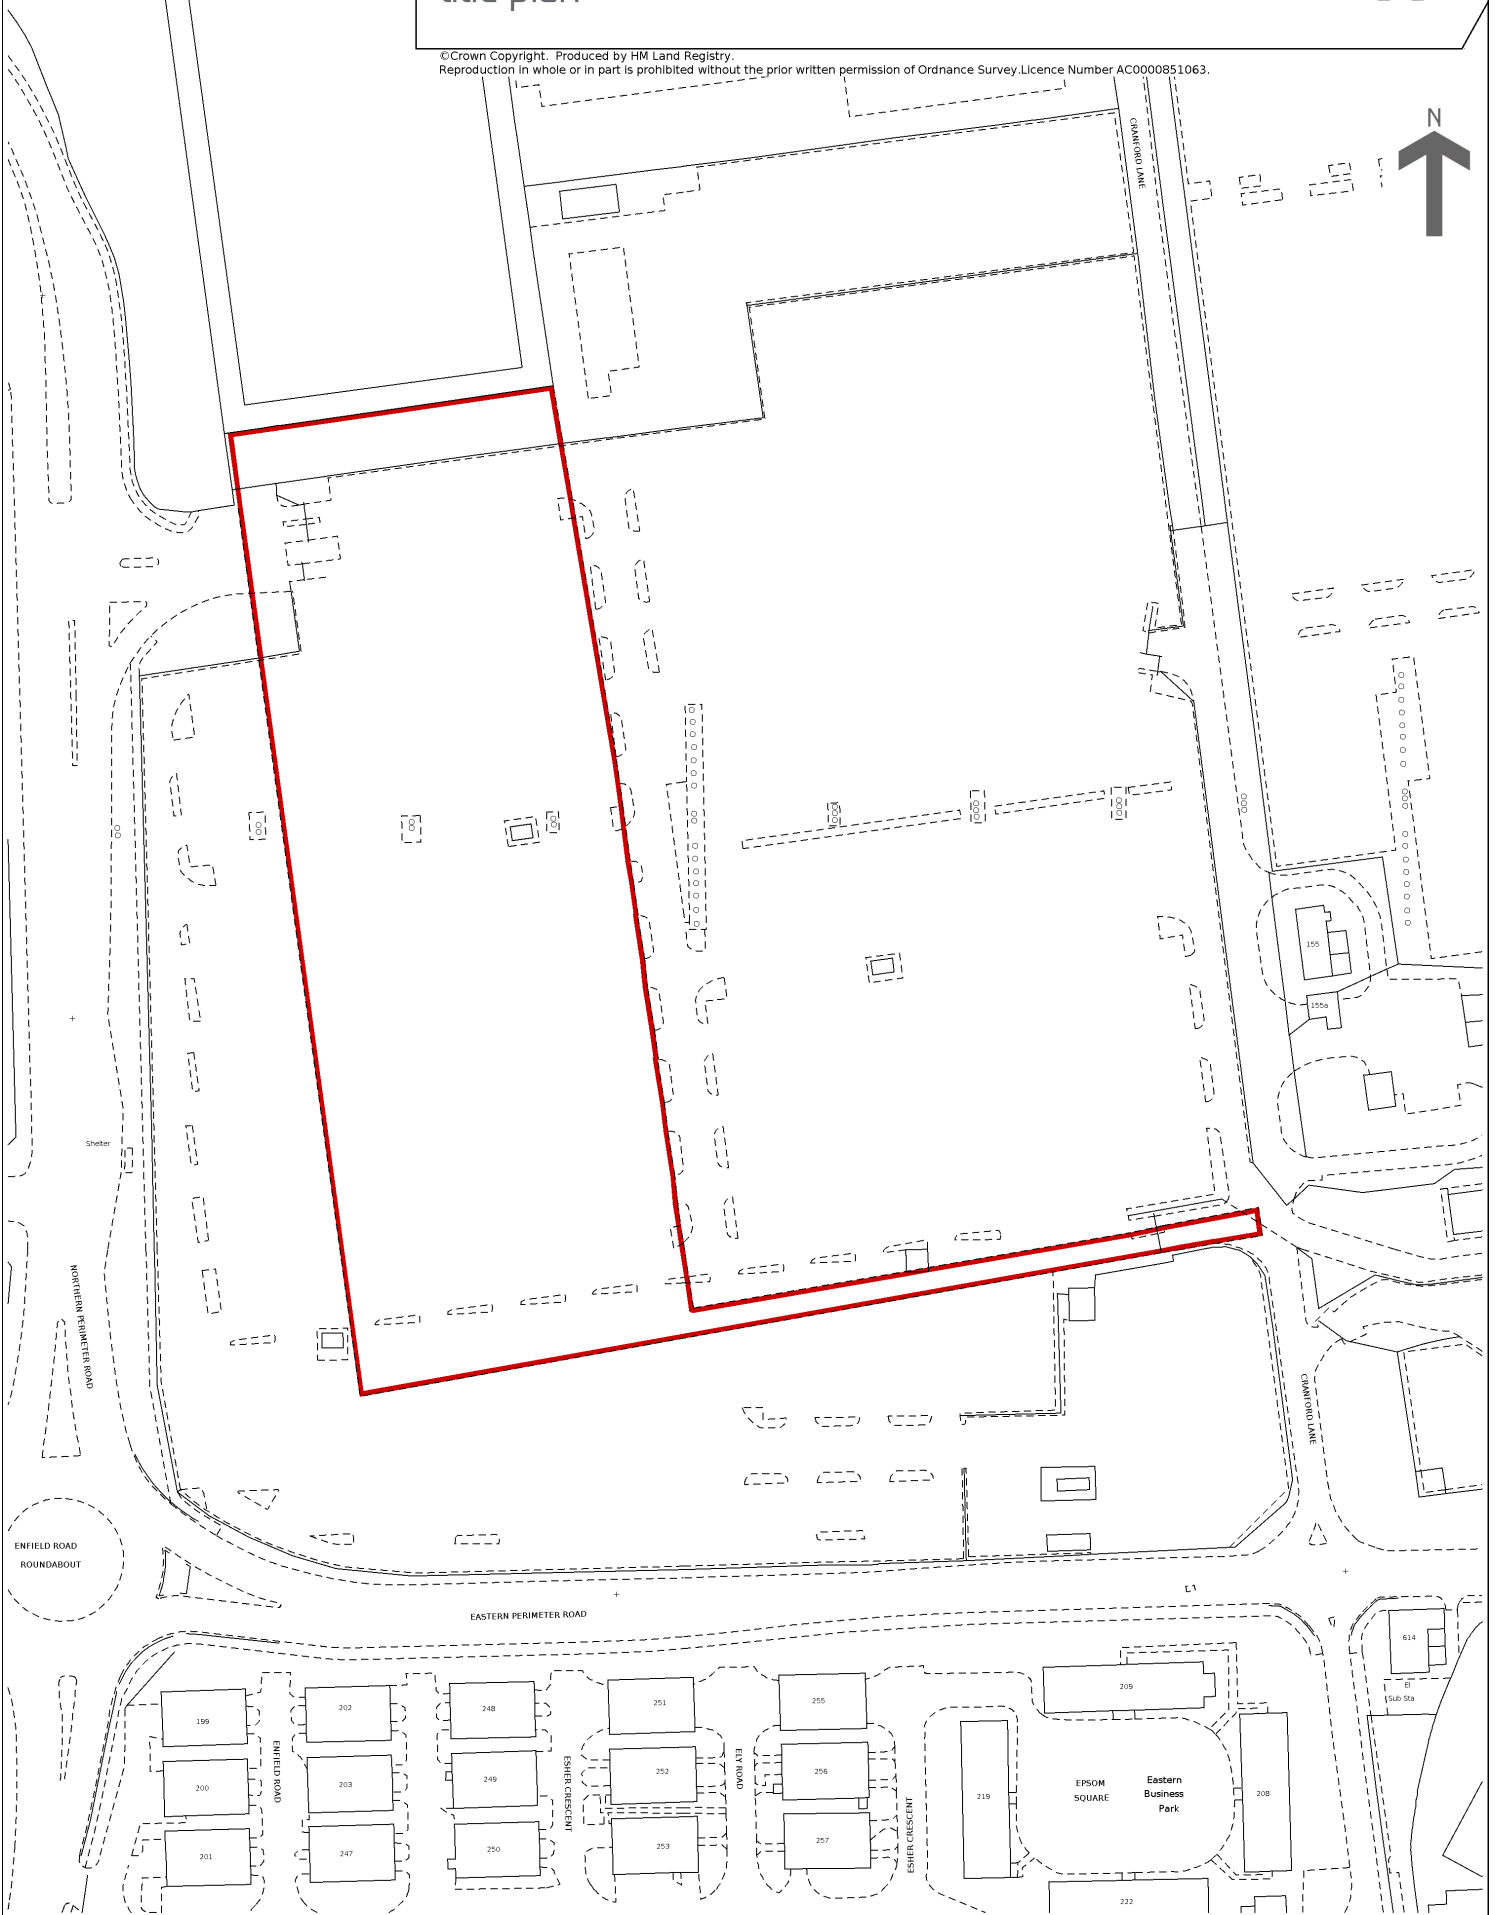 title plan
©Crown Copyright. Produced by HM Land Registry.
Reproduction in whole or in part is prohibited without the prior written permission of Ordnance Survey.Licence Number AC0000851063.
N
CRANFORD LANE
155
155a
Shelter
NORTHERN PERIMETER ROAD
CRANFORD LANE
ENFIELD ROAD
ROUNDABOUT
EASTERN PERIMETER ROAD
614
El
Sub Sta
199
202
248
251
255
209
200
203
249
252
256
219
208
201
247
250
253
257
222
ENFIELD ROAD
ESHER CRESCENT
ELY ROAD
ESHER CRESCENT
EPSOM
SQUARE
Eastern
Business
Park